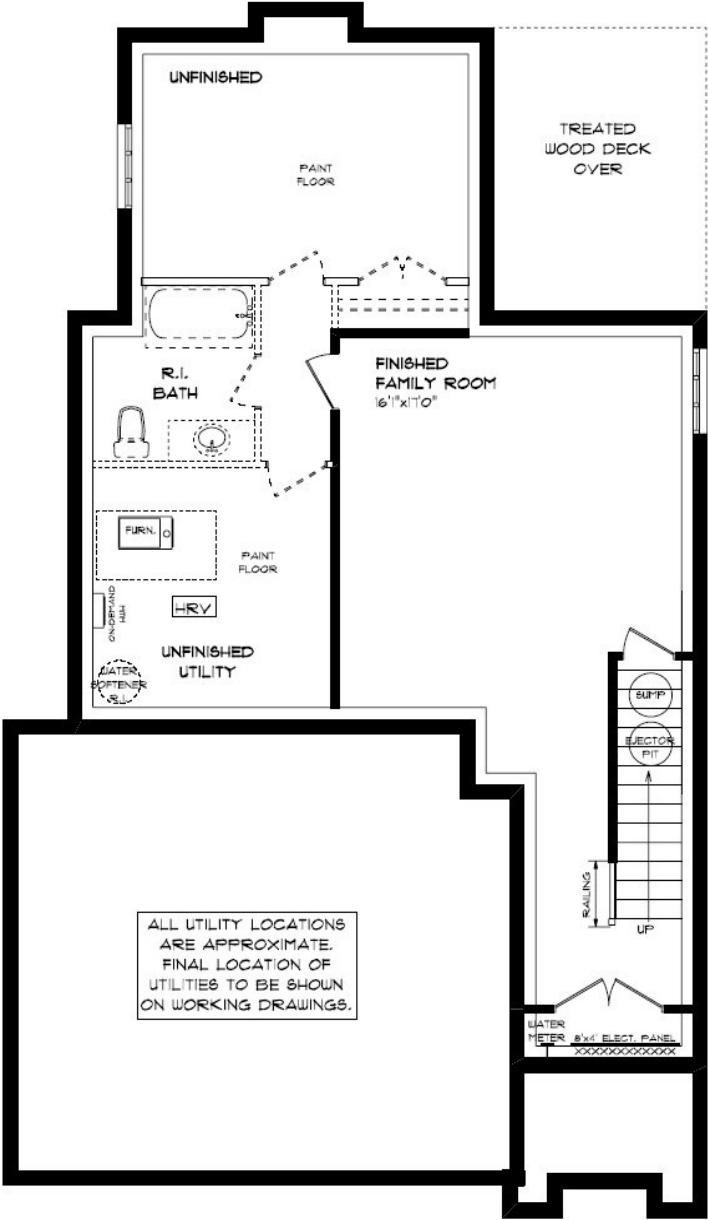 UNFINISHED
PAINT
FLOOR
TREATED
WOOD DECK
OVER
R.I.
BATH
FINISHED
FAMILY ROOM
16'1"x17'0"
FURN.
PAINT
FLOOR
ON-DEMAND
HTR
HRV
UNFINISHED
UTILITY
WATER
SOFTENER
R.I.
SUMP
EJECTOR
PIT
RAILING
UP
ALL UTILITY LOCATIONS
ARE APPROXIMATE.
FINAL LOCATION OF
UTILITIES TO BE SHOWN
ON WORKING DRAWINGS.
WATER
METER
8'x4' ELECT. PANEL